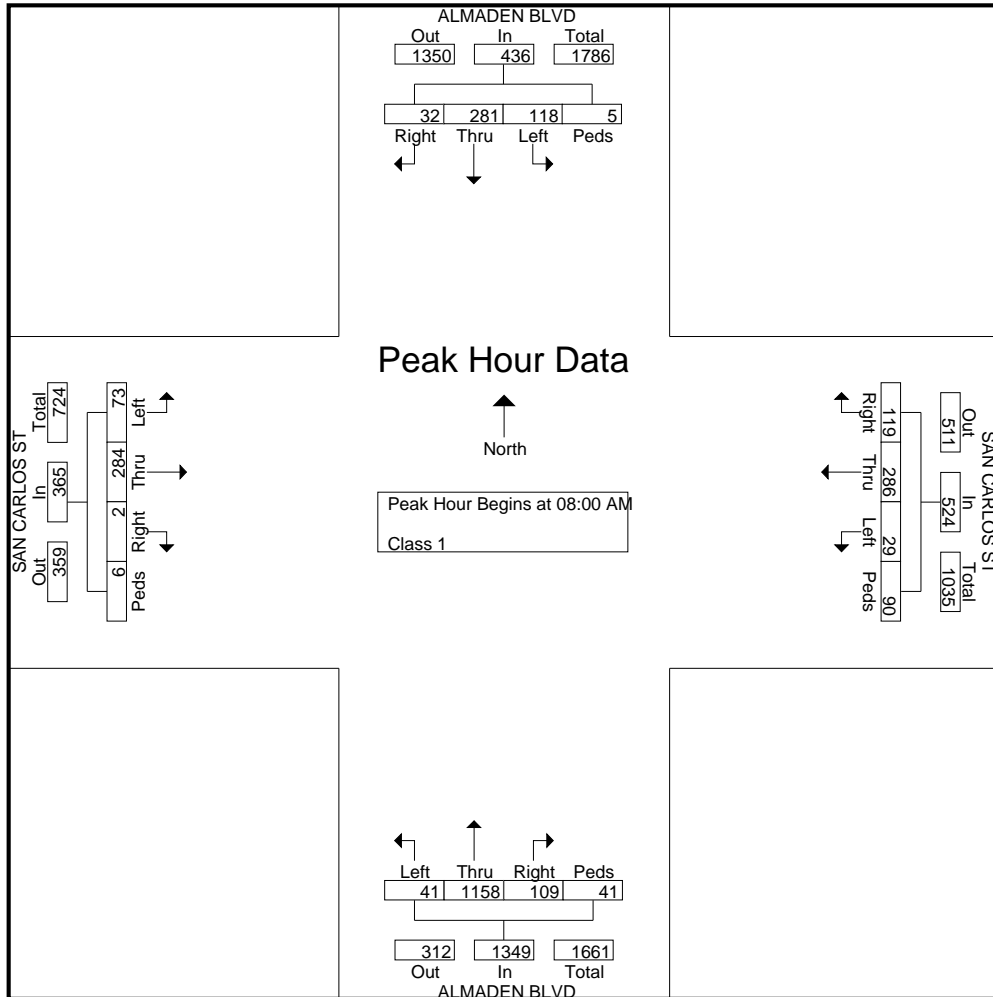 ALMADEN BLVD
Out In Total
1350 436 1786
32 281 118 5
Right Thru Left Peds
Peak Hour Data
North
Peak Hour Begins at 08:00 AM
Class 1
SAN CARLOS ST
Total In Out
724 365 359
73 284 2 6
Left Thru Right Peds
SAN CARLOS ST
Out In Total
511 524 1035
119 286 29 90
Right Thru Left Peds
Left Thru Right Peds
41 1158 109 41
312 1349 1661
Out In Total
ALMADEN BLVD